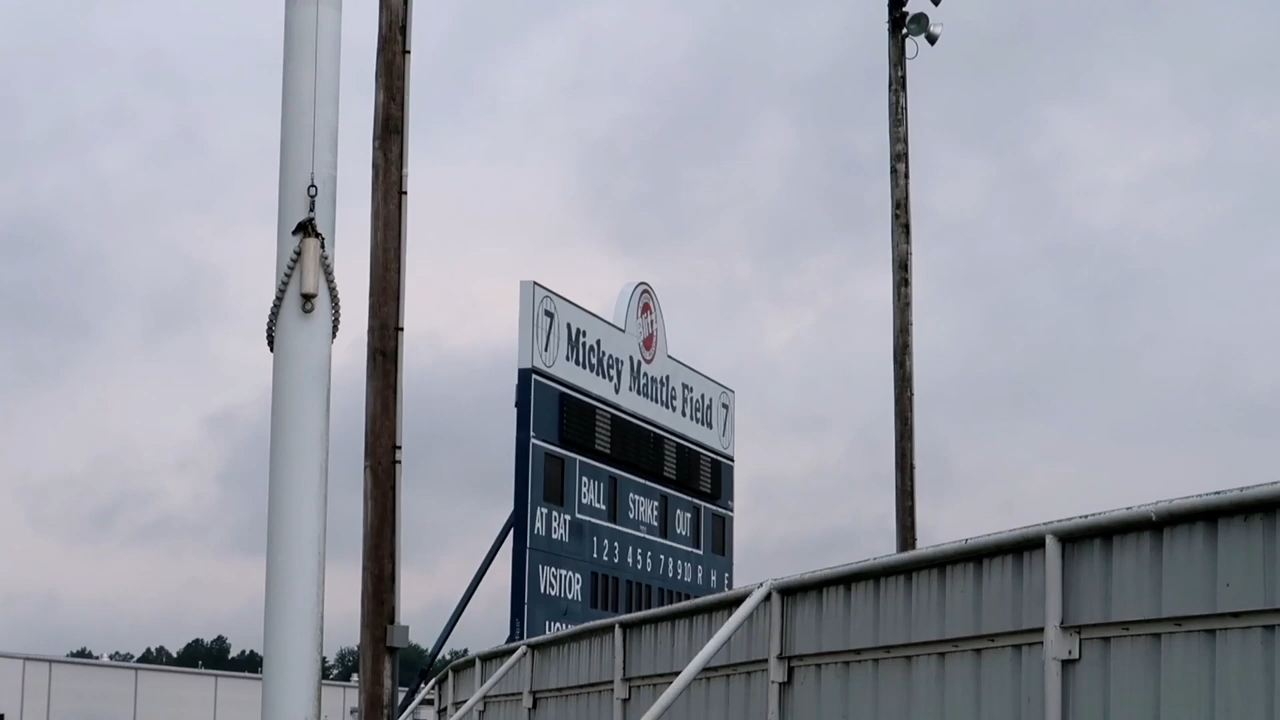 7 Mickey Mantle Field 7
BALL STRIKE OUT
AT BAT
1 2 3 4 5 6 7 8 9 10 R H E
VISITOR